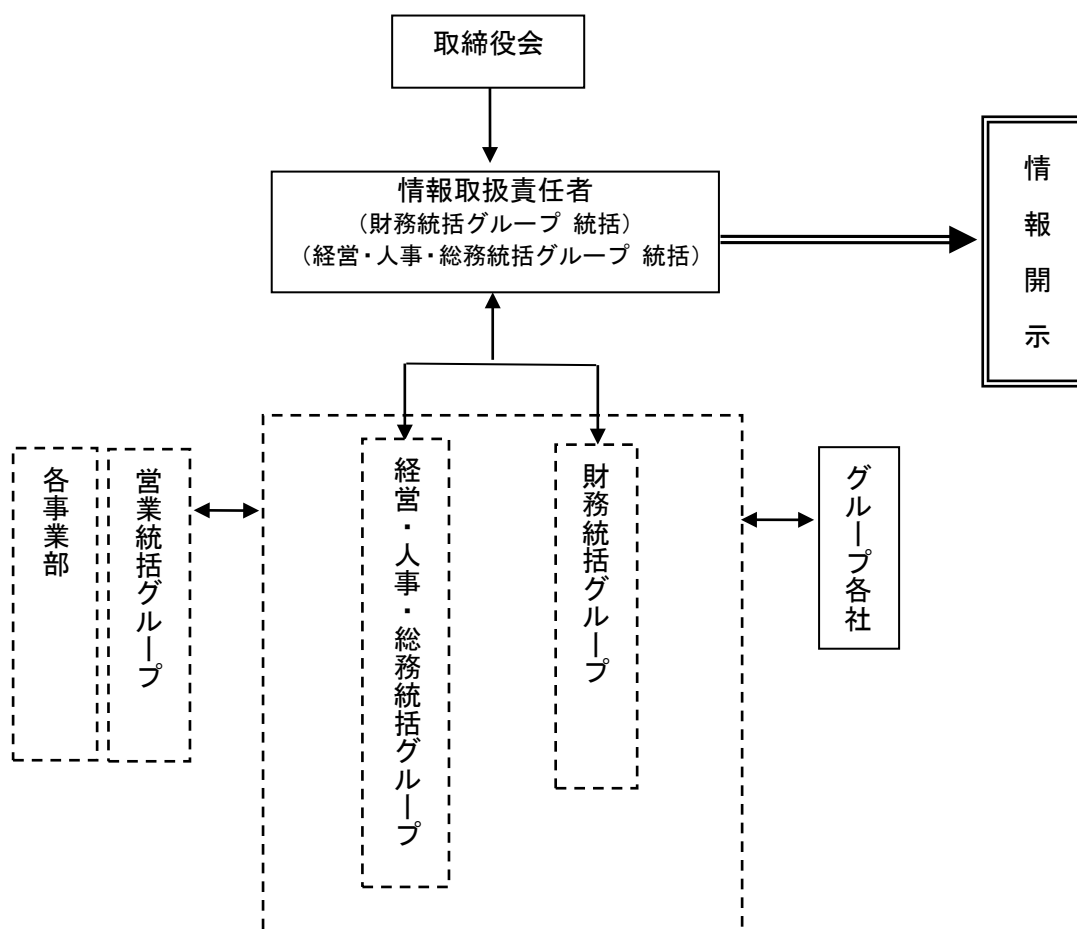 取締役会
情報取扱責任者
（財務統括グループ 統括）
（経営・人事・総務統括グループ 統括）
情報開示
各事業部
営業統括グループ
経営・人事・総務統括グループ
財務統括グループ
グループ各社